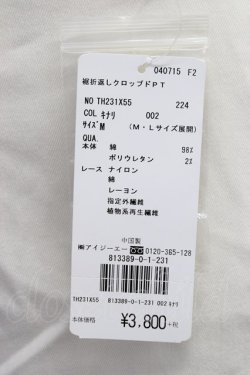 040715 F2
裾折返しクロップドPT
NO TH231X55 224
COL キナリ 002
サイズ M (M・Lサイズ展開)
QUA.
本体 綿 98%
ポリウレタン 2%
レース ナイロン
綿
レーヨン
指定外繊維
植物系再生繊維
中国製
㈱アイジーエー 0120-365-128
813389-0-1-231
TH231X55 813389-0-1-231 002 キナリ
本体価格 ¥3,800+税